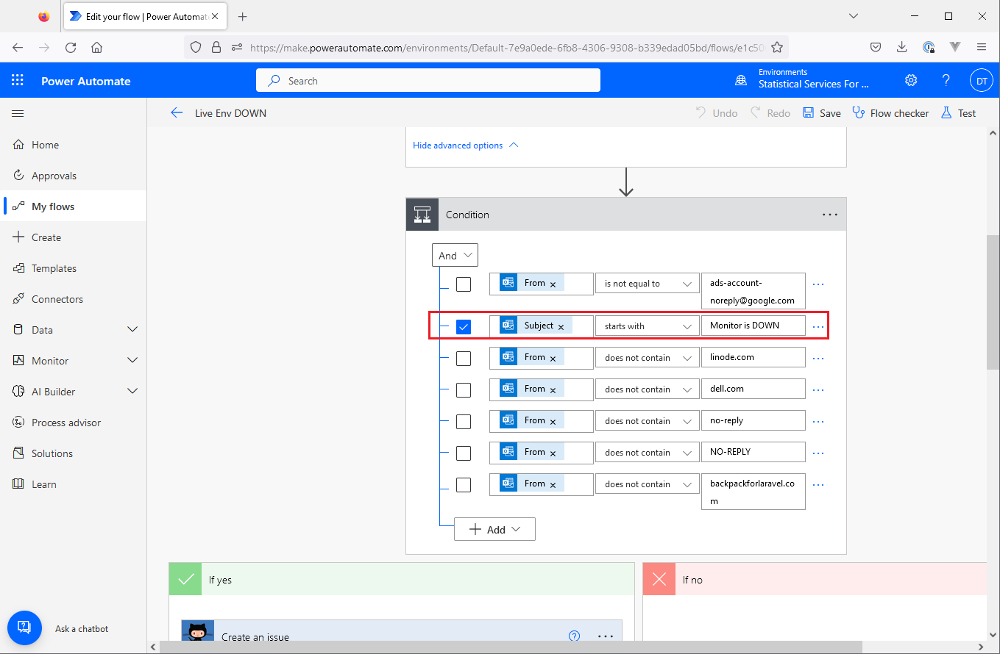 Edit your flow | Power Automate
https://make.powerautomate.com/environments/Default-7e9a0ede-6fb8-4306-9308-b339edad05bd/flows/e1c50
Power Automate
Search
Environments
Statistical Services For ...
?
DT
Live Env DOWN
Undo
Redo
Save
Flow checker
Test
Home
Approvals
My flows
Create
Templates
Connectors
Data
Monitor
AI Builder
Process advisor
Solutions
Learn
Ask a chatbot
Hide advanced options
Condition
And
From
is not equal to
ads-account-
noreply@google.com
Subject
starts with
Monitor is DOWN
From
does not contain
linode.com
From
does not contain
dell.com
From
does not contain
no-reply
From
does not contain
NO-REPLY
From
does not contain
backpackforlaravel.co
m
Add
If yes
If no
Create an issue